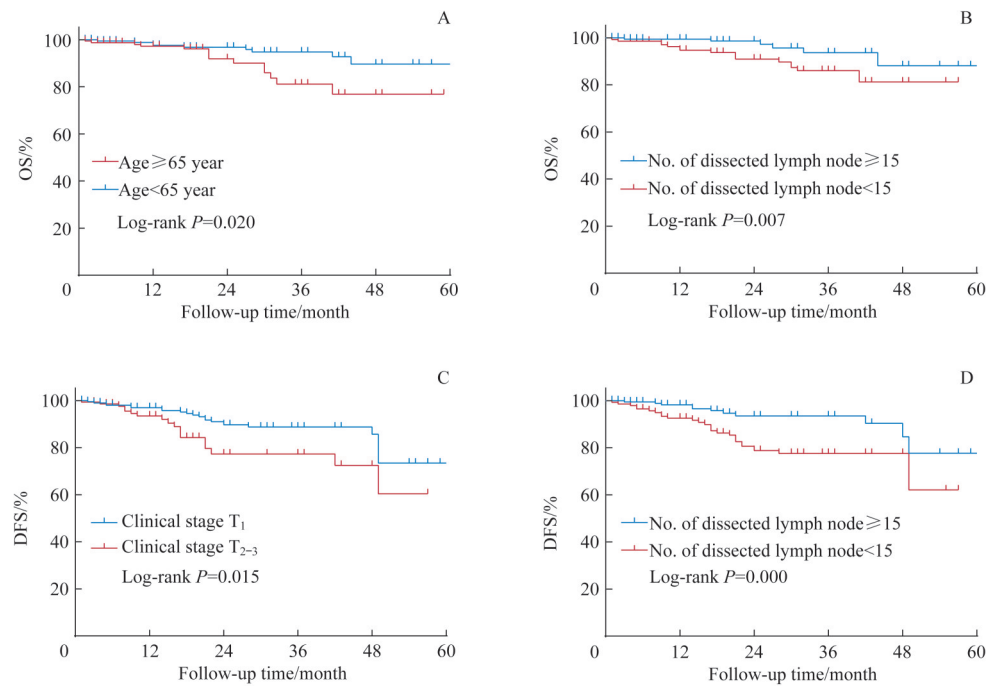 A
100
80
60
40
20
0
OS/%
Age≥65 year
Age<65 year
Log-rank P=0.020
12 24 36 48 60
Follow-up time/month
B
100
80
60
40
20
0
OS/%
No. of dissected lymph node≥15
No. of dissected lymph node<15
Log-rank P=0.007
12 24 36 48 60
Follow-up time/month
C
100
80
60
40
20
0
DFS/%
Clinical stage T₁
Clinical stage T₂₋₃
Log-rank P=0.015
12 24 36 48 60
Follow-up time/month
D
100
80
60
40
20
0
DFS/%
No. of dissected lymph node≥15
No. of dissected lymph node<15
Log-rank P=0.000
12 24 36 48 60
Follow-up time/month